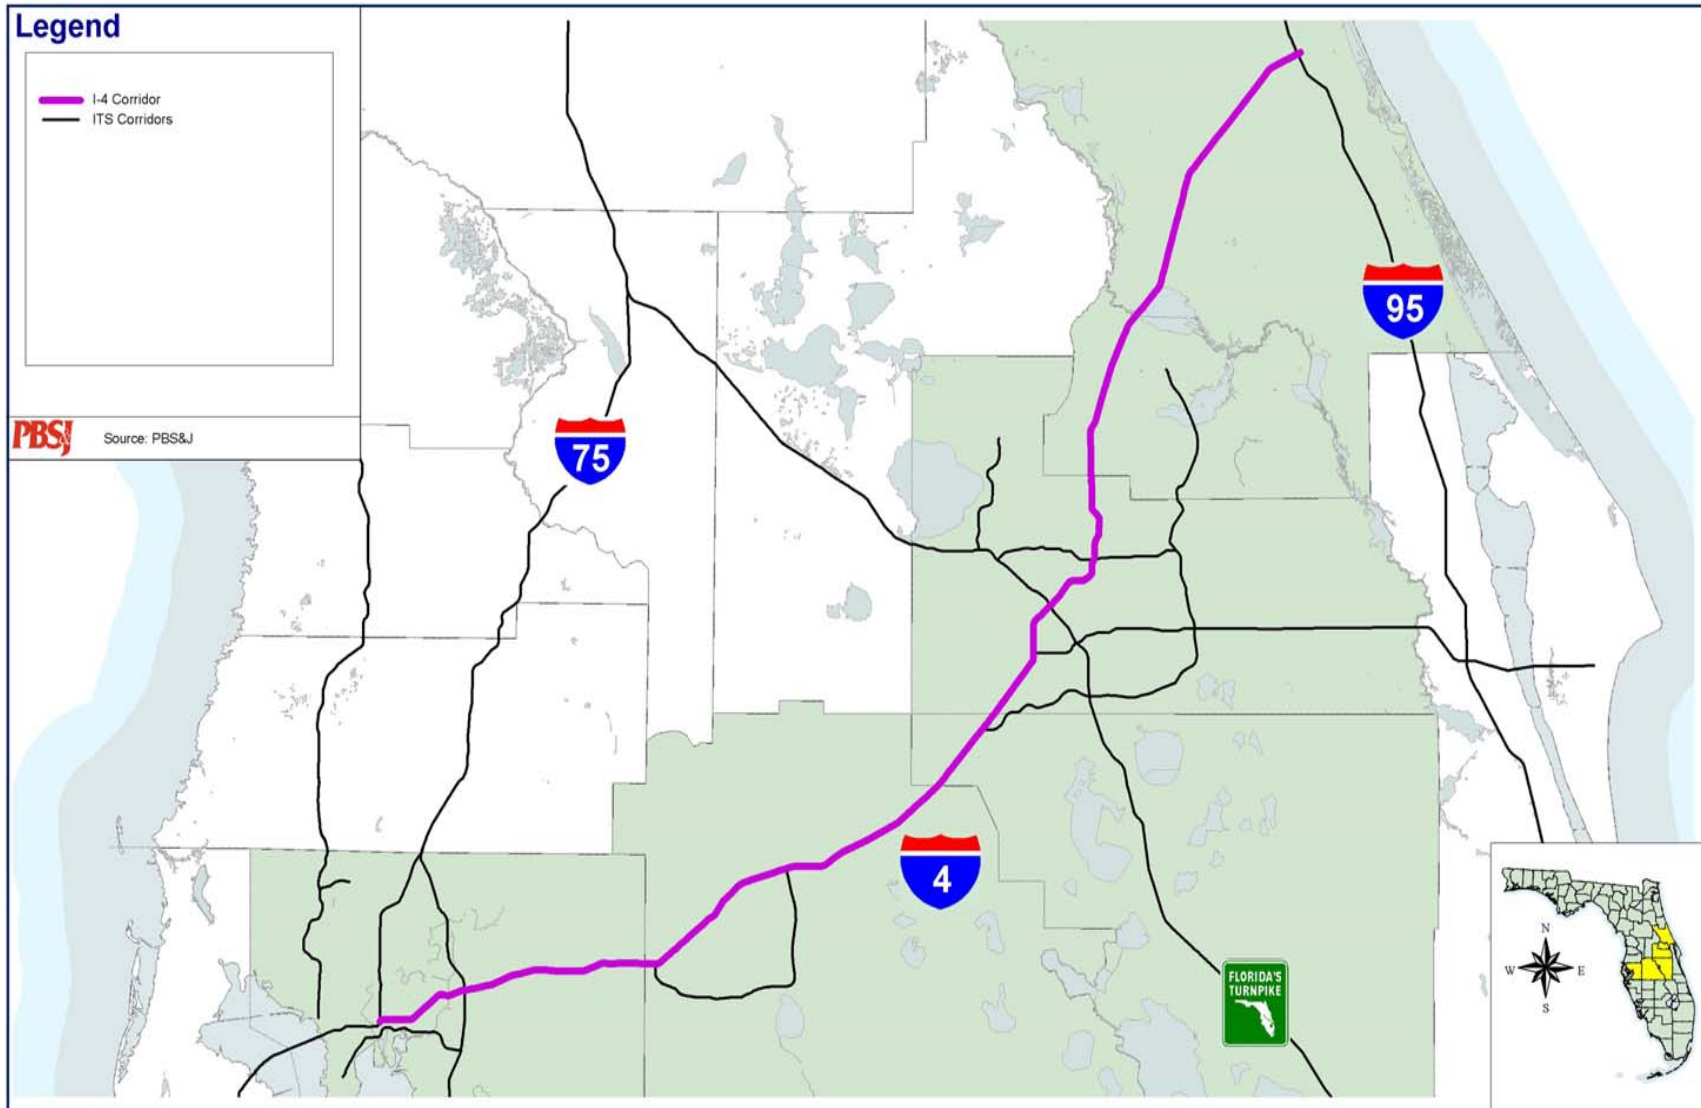 Legend
I-4 Corridor
ITS Corridors
PBSJ
Source: PBS&J
95
75
4
FLORIDA'S
TURNPIKE
N
W
E
S